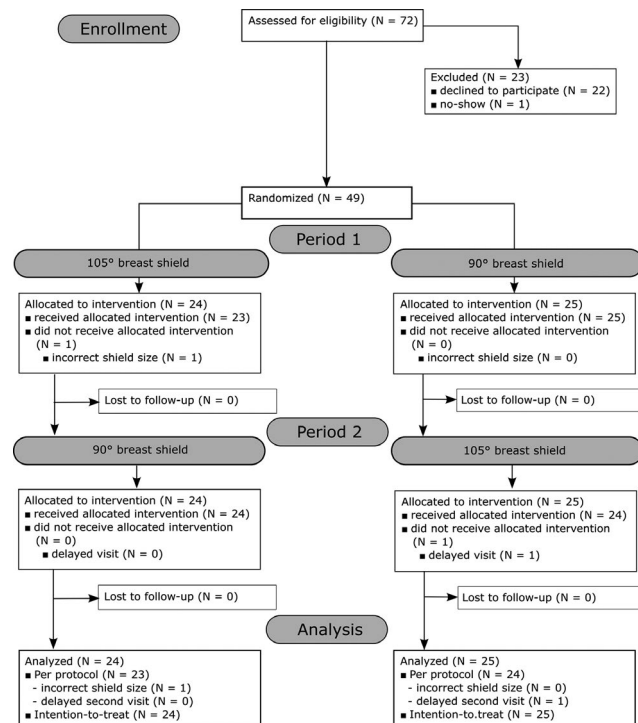 Enrollment
Assessed for eligibility (N = 72)
Excluded (N = 23)
▪ declined to participate (N = 22)
▪ no-show (N = 1)
Randomized (N = 49)
Period 1
105° breast shield
90° breast shield
Allocated to intervention (N = 24)
▪ received allocated intervention (N = 23)
▪ did not receive allocated intervention
(N = 1)
▪ incorrect shield size (N = 1)
Allocated to intervention (N = 25)
▪ received allocated intervention (N = 25)
▪ did not receive allocated intervention
(N = 0)
▪ incorrect shield size (N = 0)
Lost to follow-up (N = 0)
Lost to follow-up (N = 0)
Period 2
90° breast shield
105° breast shield
Allocated to intervention (N = 24)
▪ received allocated intervention (N = 24)
▪ did not receive allocated intervention
(N = 0)
▪ delayed visit (N = 0)
Allocated to intervention (N = 25)
▪ received allocated intervention (N = 24)
▪ did not receive allocated intervention
(N = 1)
▪ delayed visit (N = 1)
Lost to follow-up (N = 0)
Lost to follow-up (N = 0)
Analysis
Analyzed (N = 24)
▪ Per protocol (N = 23)
- incorrect shield size (N = 1)
- delayed second visit (N = 0)
▪ Intention-to-treat (N = 24)
Analyzed (N = 25)
▪ Per protocol (N = 24)
- incorrect shield size (N = 0)
- delayed second visit (N = 1)
▪ Intention-to.treat (N = 25)